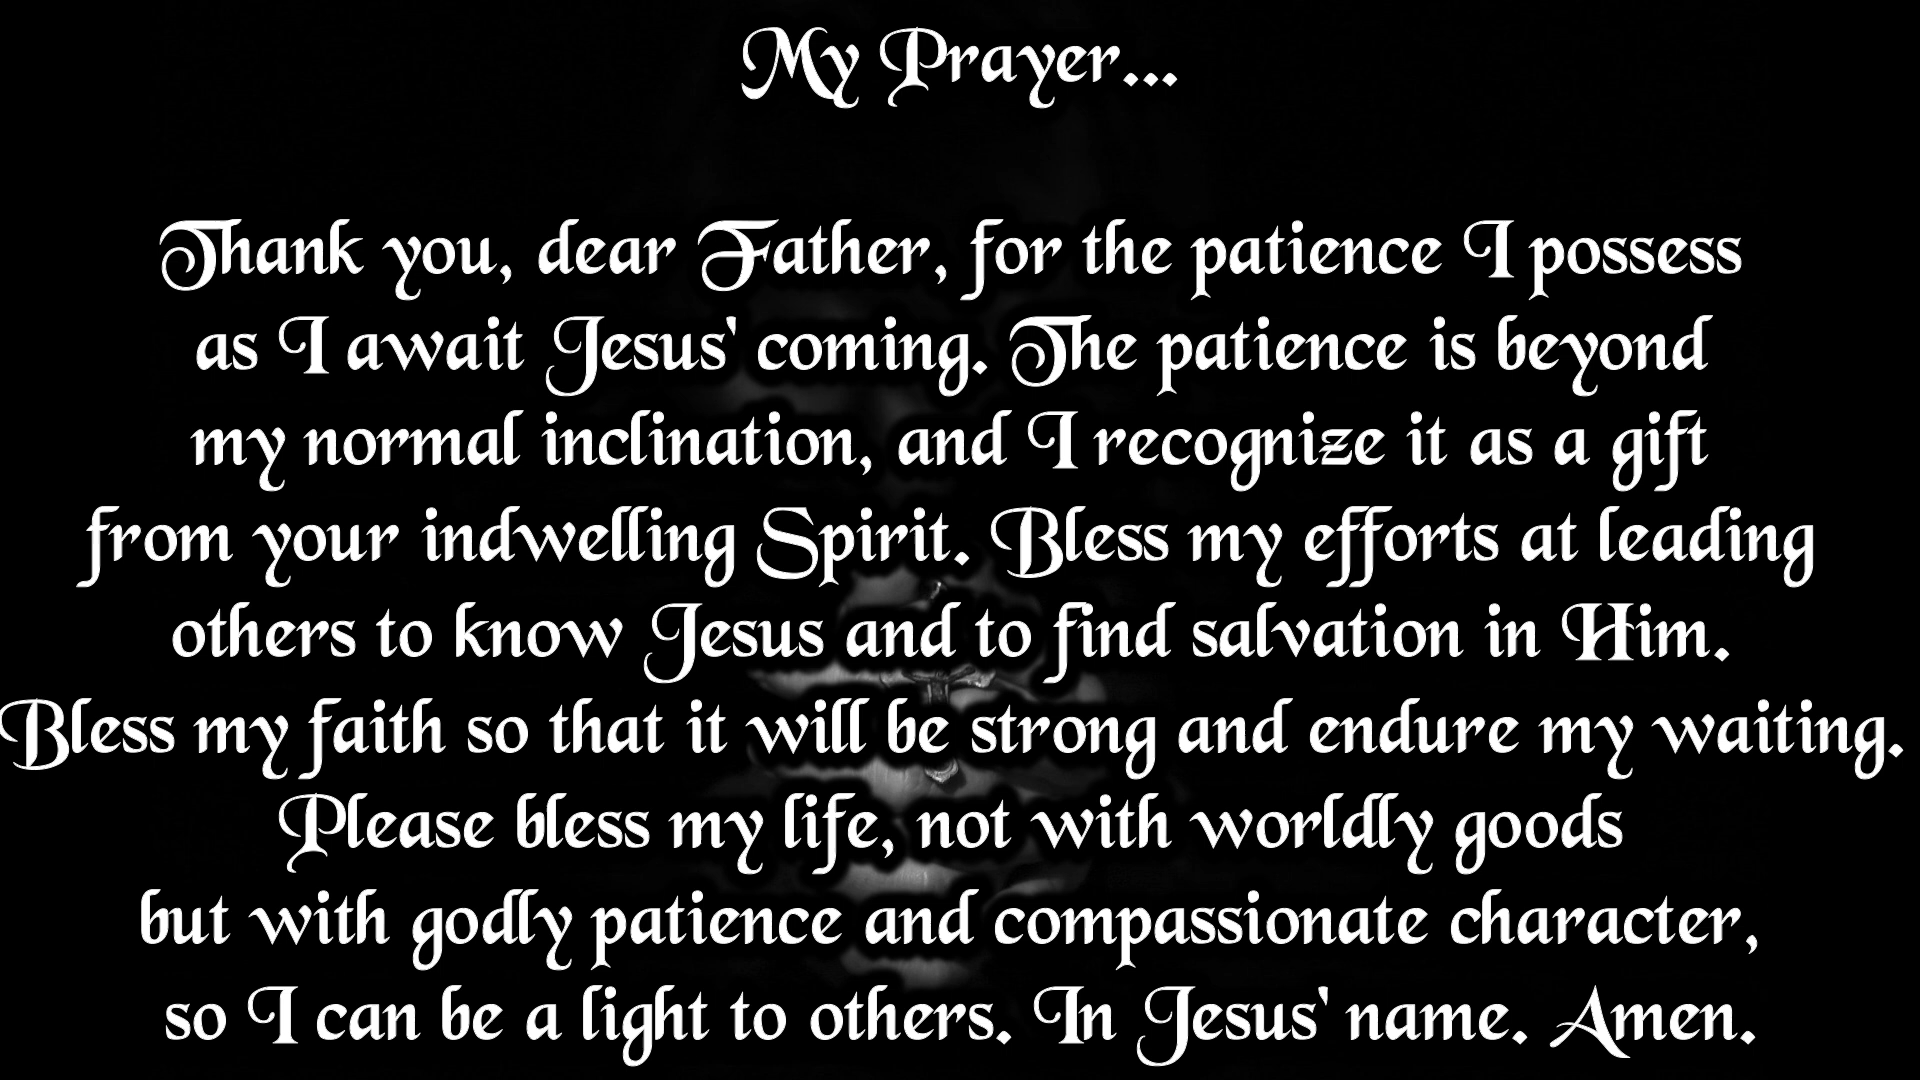 My Prayer...
Thank you, dear Father, for the patience I possess
as I await Jesus' coming. The patience is beyond
my normal inclination, and I recognize it as a gift
from your indwelling Spirit. Bless my efforts at leading
others to know Jesus and to find salvation in Him.
Bless my faith so that it will be strong and endure my waiting.
Please bless my life, not with worldly goods
but with godly patience and compassionate character,
so I can be a light to others. In Jesus' name. Amen.